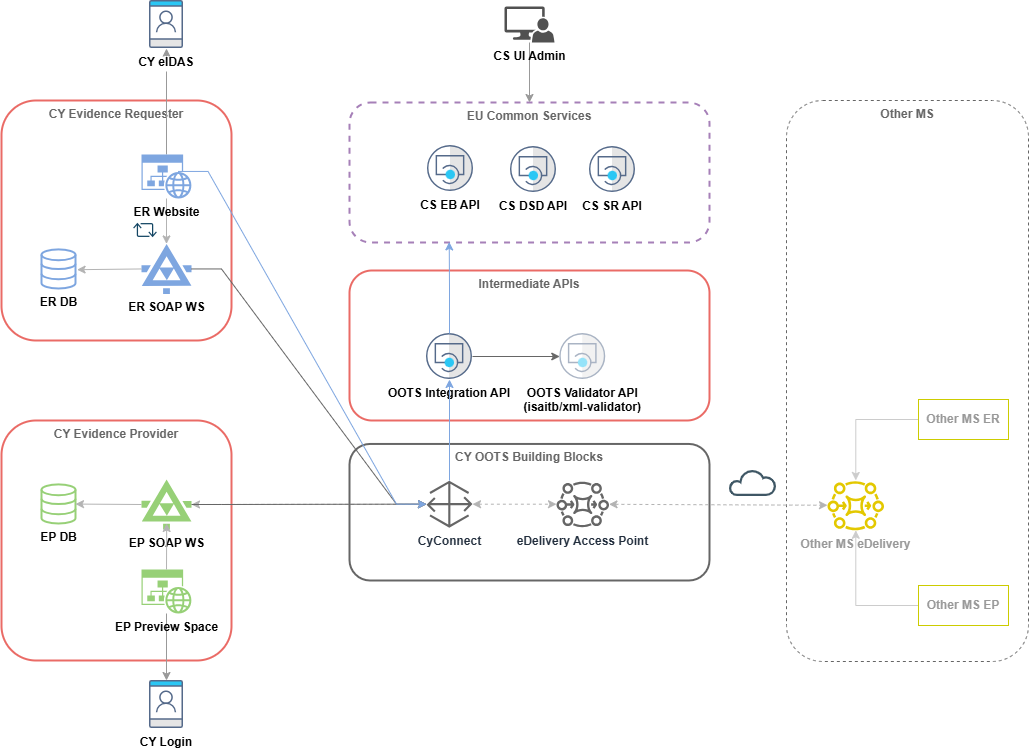 CY eIDAS
CS UI Admin
CY Evidence Requester
ER Website
ER DB
ER SOAP WS
EU Common Services
CS EB API
CS DSD API
CS SR API
Intermediate APIs
OOTS Integration API
OOTS Validator API
(isaitb/xml-validator)
CY Evidence Provider
EP DB
EP SOAP WS
EP Preview Space
CY Login
CY OOTS Building Blocks
CyConnect
eDelivery Access Point
Other MS
Other MS ER
Other MS eDelivery
Other MS EP